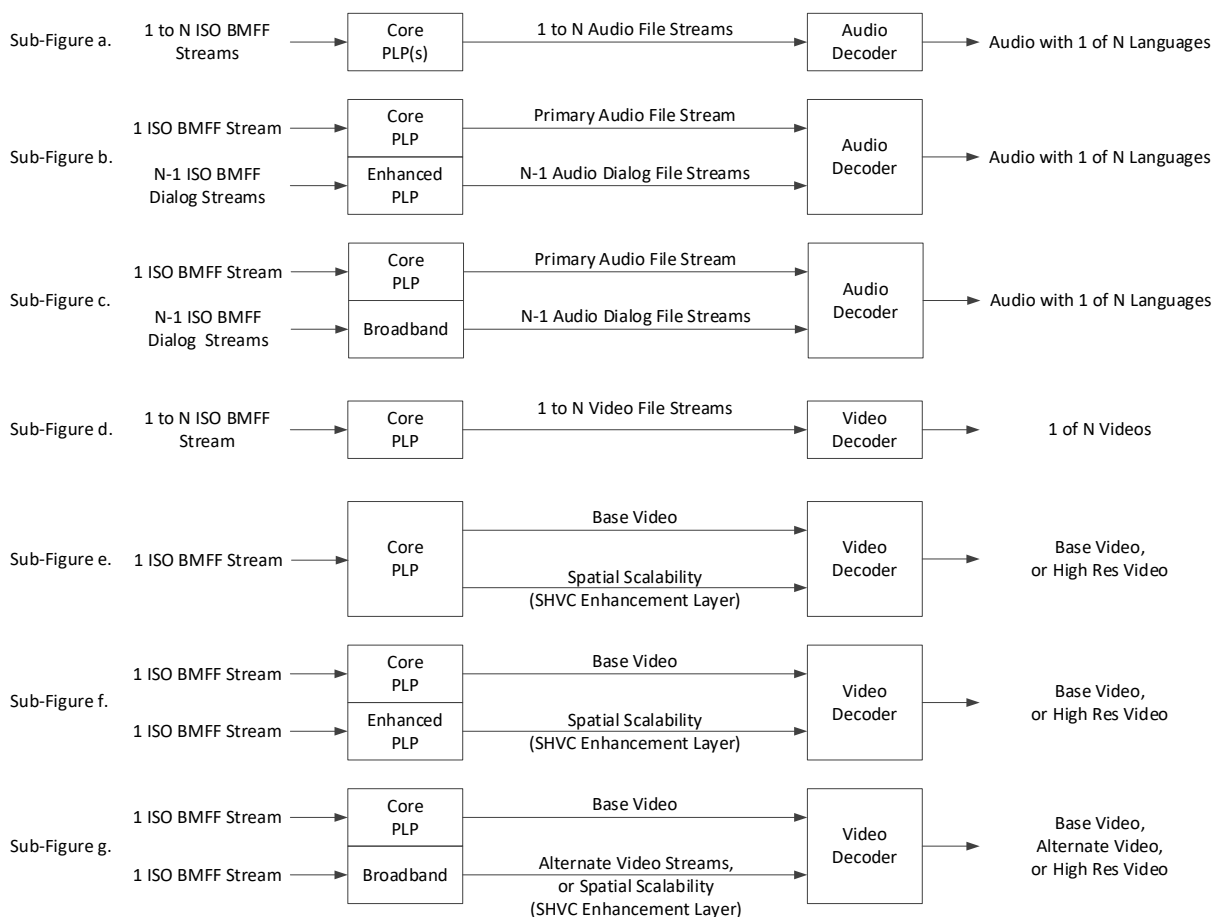 Sub-Figure a.
1 to N ISO BMFF
Streams
Core
PLP(s)
1 to N Audio File Streams
Audio
Decoder
Audio with 1 of N Languages
Sub-Figure b.
1 ISO BMFF Stream
N-1 ISO BMFF
Dialog Streams
Core
PLP
Enhanced
PLP
Primary Audio File Stream
N-1 Audio Dialog File Streams
Audio
Decoder
Audio with 1 of N Languages
Sub-Figure c.
1 ISO BMFF Stream
N-1 ISO BMFF
Dialog Streams
Core
PLP
Broadband
Primary Audio File Stream
N-1 Audio Dialog File Streams
Audio
Decoder
Audio with 1 of N Languages
Sub-Figure d.
1 to N ISO BMFF
Stream
Core
PLP
1 to N Video File Streams
Video
Decoder
1 of N Videos
Sub-Figure e.
1 ISO BMFF Stream
Core
PLP
Base Video
Spatial Scalability
(SHVC Enhancement Layer)
Video
Decoder
Base Video,
or High Res Video
Sub-Figure f.
1 ISO BMFF Stream
1 ISO BMFF Stream
Core
PLP
Enhanced
PLP
Base Video
Spatial Scalability
(SHVC Enhancement Layer)
Video
Decoder
Base Video,
or High Res Video
Sub-Figure g.
1 ISO BMFF Stream
1 ISO BMFF Stream
Core
PLP
Broadband
Base Video
Alternate Video Streams,
or Spatial Scalability
(SHVC Enhancement Layer)
Video
Decoder
Base Video,
Alternate Video,
or High Res Video